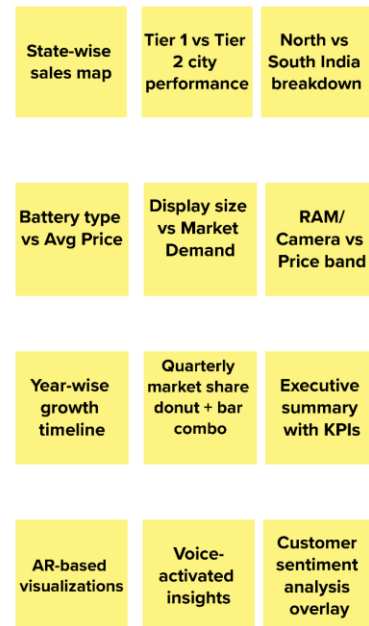 State-wise
sales map
Tier 1 vs Tier
2 city
performance
North vs
South India
breakdown
Battery type
vs Avg Price
Display size
vs Market
Demand
RAM/
Camera vs
Price band
Year-wise
growth
timeline
Quarterly
market share
donut + bar
combo
Executive
summary
with KPIs
AR-based
visualizations
Voice-
activated
insights
Customer
sentiment
analysis
overlay